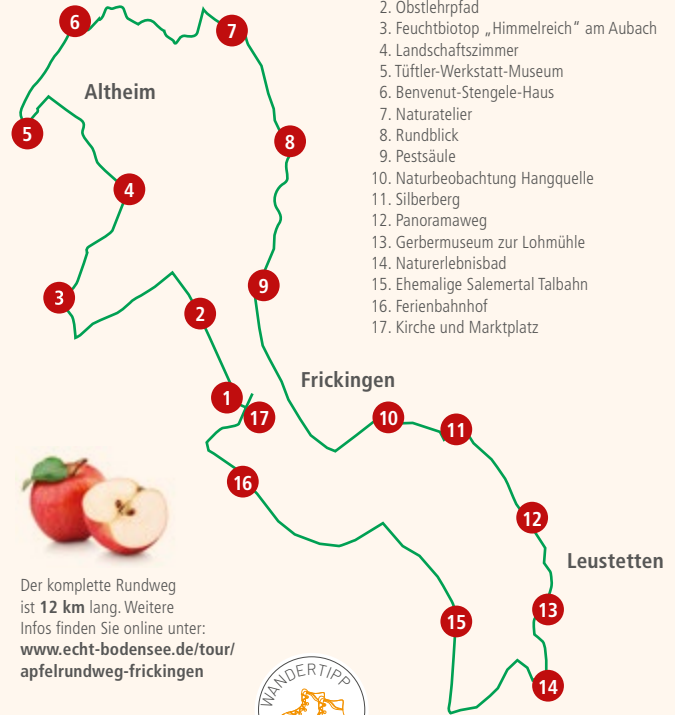 2. Obstlehrpfad
3. Feuchtbiotop „Himmelreich“ am Aubach
4. Landschaftszimmer
5. Tüftler-Werkstatt-Museum
6. Benvenut-Stengele-Haus
7. Naturatelier
8. Rundblick
9. Pestsäule
10. Naturbeobachtung Hangquelle
11. Silberberg
12. Panoramaweg
13. Gerbermuseum zur Lohmühle
14. Naturerlebnisbad
15. Ehemalige Salemertal Talbahn
16. Ferienbahnhof
17. Kirche und Marktplatz
6
7
Altheim
5
8
4
3
9
2
Frickingen
1
17
10
11
16
12
Leustetten
13
15
14
Der komplette Rundweg
ist 12 km lang. Weitere
Infos finden Sie online unter:
www.echt-bodensee.de/tour/
apfelrundweg-frickingen
WANDERTIPP